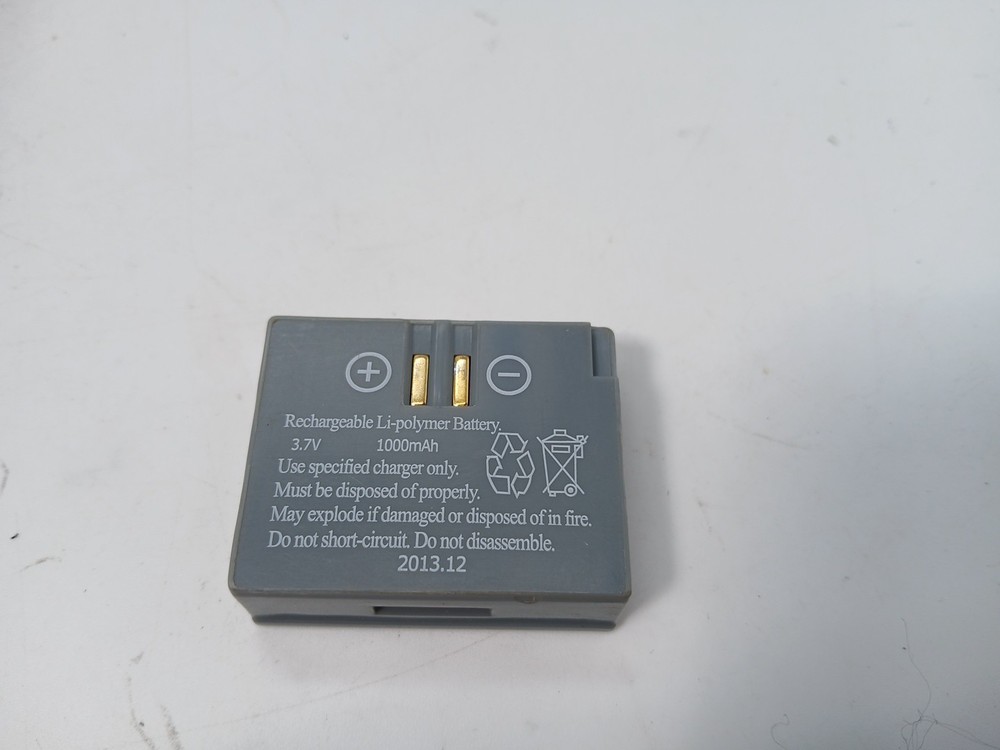 + -
Rechargeable Li-polymer Battery.
3.7V 1000mAh
Use specified charger only.
Must be disposed of properly.
May explode if damaged or disposed of in fire.
Do not short-circuit. Do not disassemble.
2013.12